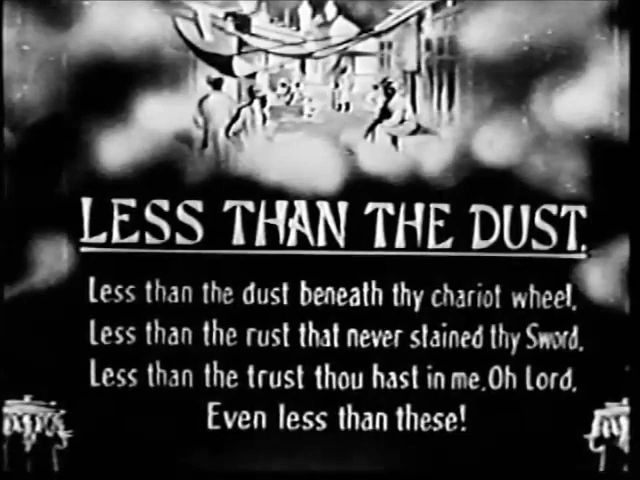 LESS THAN THE DUST.
Less than the dust beneath thy chariot wheel,
Less than the rust that never stained thy Sword,
Less than the trust thou hast in me, Oh Lord,
Even less than these!